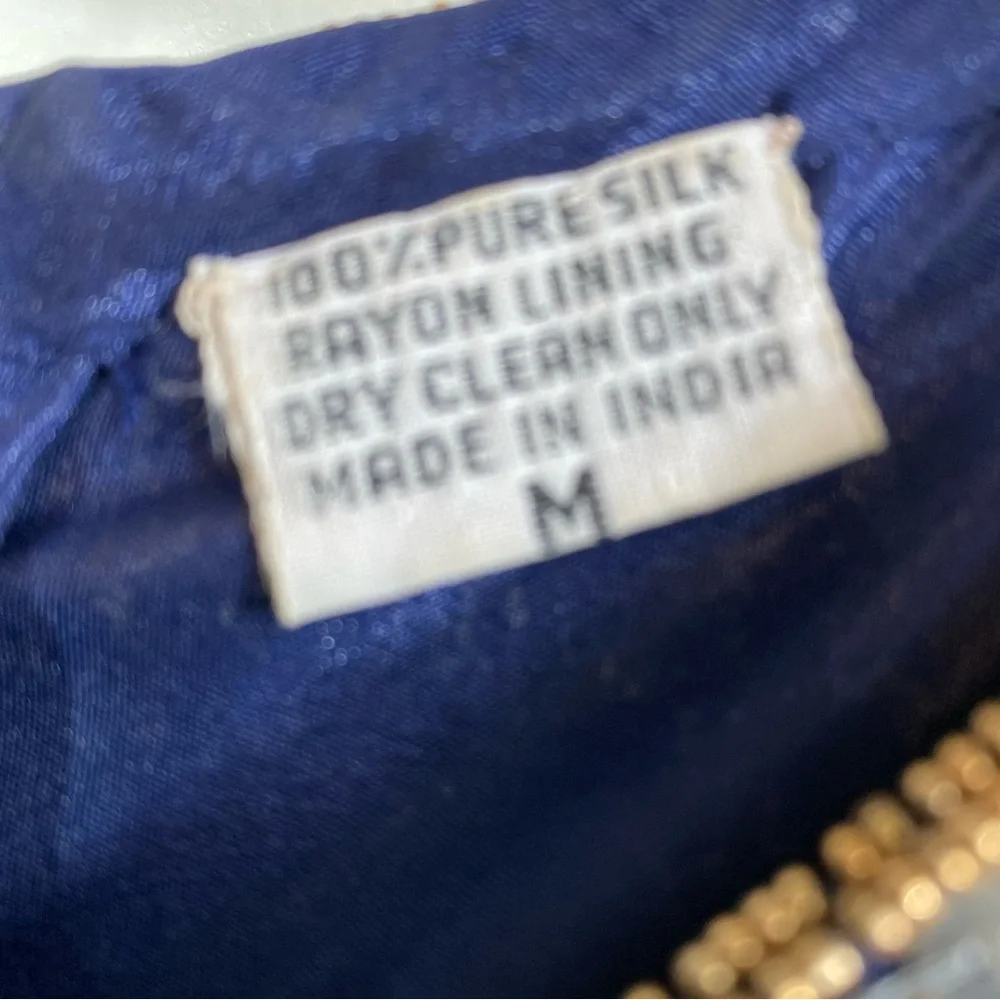 100% PURE SILK
RAYON LINING
DRY CLEAN ONLY
MADE IN INDIA
M